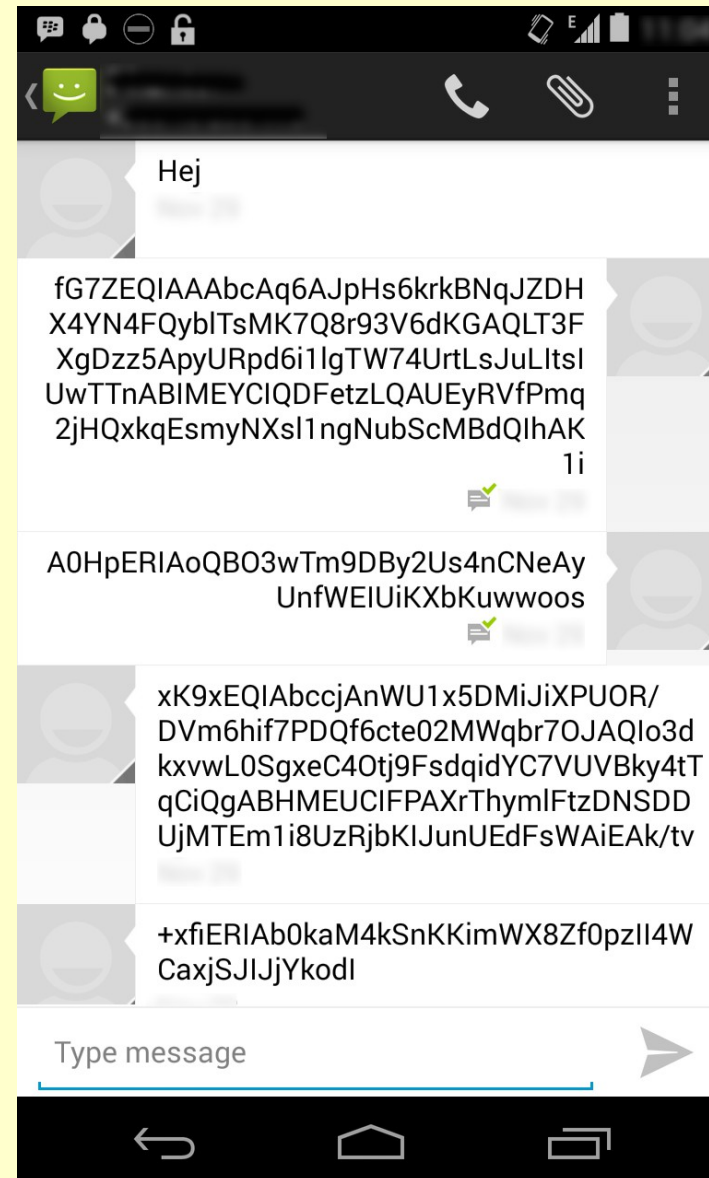 E
Hej
fG7ZEQIAAAbcAq6AJpHs6krkBNqJZDH
X4YN4FQyblTsMK7Q8r93V6dKGAQLT3F
XgDzz5ApyURpd6i1lgTW74UrtLsJuLItsI
UwTTnABIMEYCIQDFetzLQAUEyRVfPmq
2jHQxkqEsmyNXsl1ngNubScMBdQIhAK
1i
A0HpERIAoQBO3wTm9DBy2Us4nCNeAy
UnfWEIUiKXbKuwwoos
xK9xEQIAbccjAnWU1x5DMiJiXPUOR/
DVm6hif7PDQf6cte02MWqbr7OJAQIo3d
kxvwL0SgxeC4Otj9FsdqidYC7VUVBky4tT
qCiQgABHMEUCIFPAXrThymlFtzDNSDD
UjMTEm1i8UzRjbKIJunUEdFsWAiEAk/tv
+xfiERIAb0kaM4kSnKKimWX8Zf0pzII4W
CaxjSJIJjYkodI
Type message